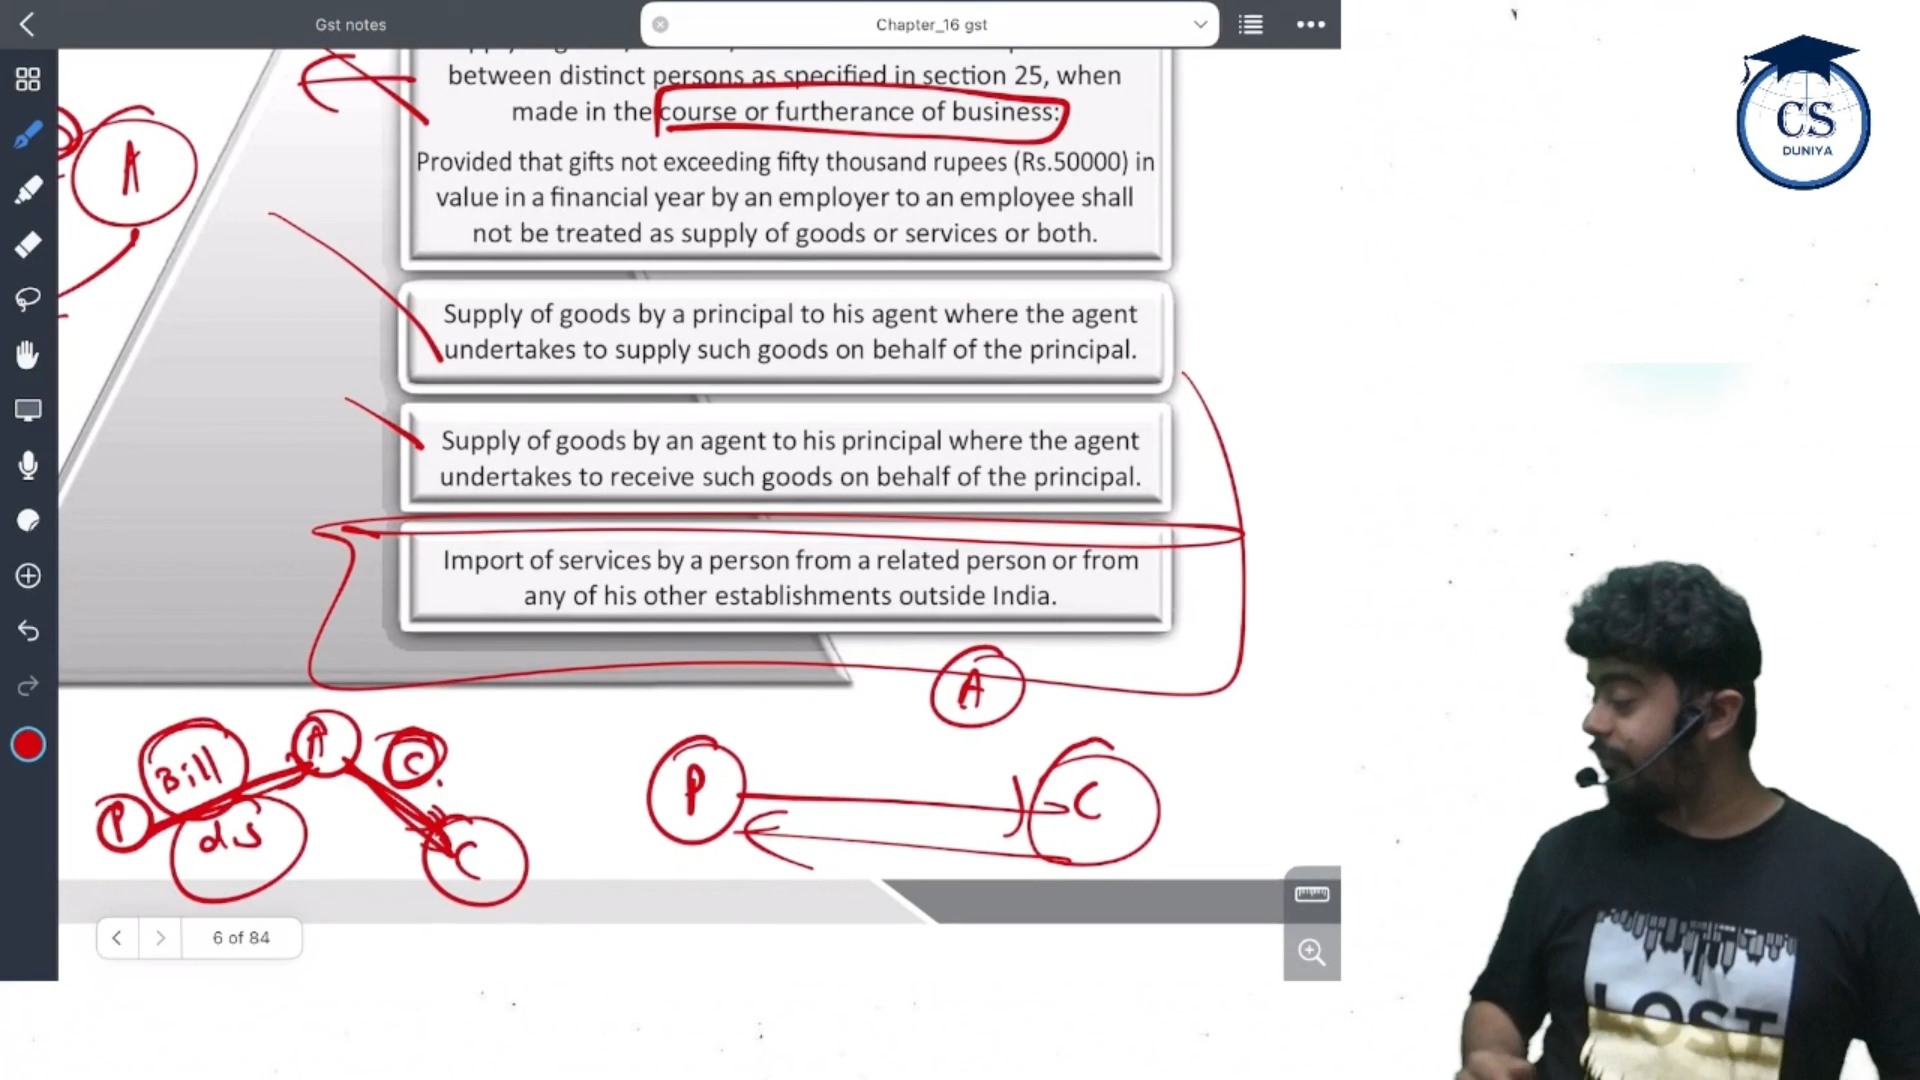 Gst notes
Chapter_16 gst
between distinct persons as specified in section 25, when
made in the course or furtherance of business:
Provided that gifts not exceeding fifty thousand rupees (Rs.50000) in
value in a financial year by an employer to an employee shall
not be treated as supply of goods or services or both.
A
Supply of goods by a principal to his agent where the agent
undertakes to supply such goods on behalf of the principal.
Supply of goods by an agent to his principal where the agent
undertakes to receive such goods on behalf of the principal.
Import of services by a person from a related person or from
any of his other establishments outside India.
A
Bill
A
C
P
C
P
C
6 of 84
CS
DUNIYA
LOST